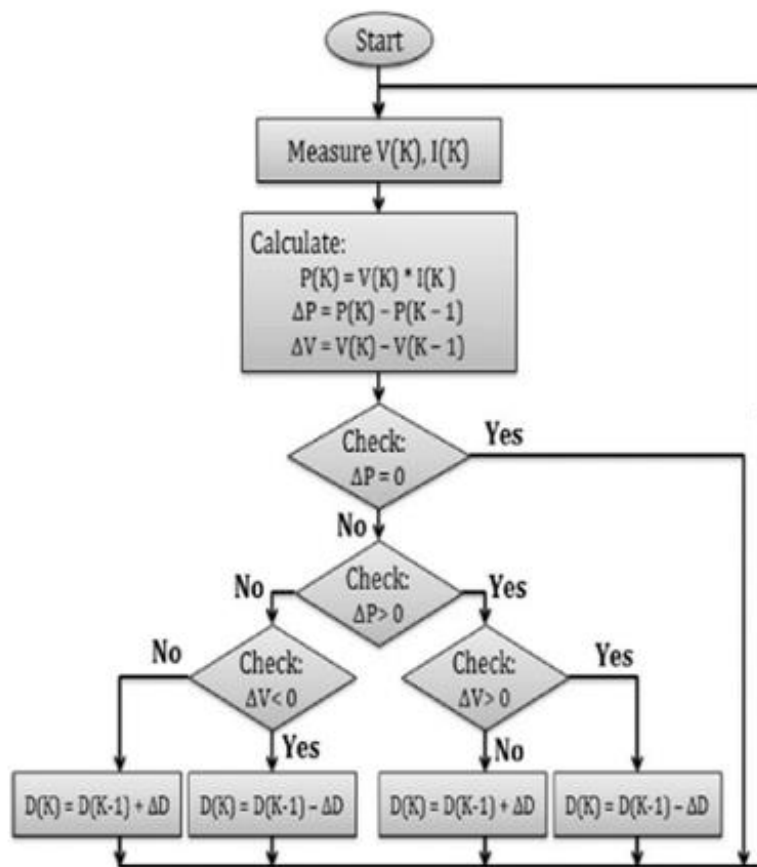 Start
Measure V(K), I(K)
Calculate:
P(K) = V(K) * I(K )
ΔP = P(K) – P(K – 1)
ΔV = V(K) – V(K – 1)
Check:
ΔP = 0
Yes
No
Check:
ΔP> 0
No
Yes
Check:
ΔV< 0
No
Yes
Check:
ΔV> 0
Yes
No
D(K) = D(K-1) + ΔD
D(K) = D(K-1) – ΔD
D(K) = D(K-1) + ΔD
D(K) = D(K-1) – ΔD